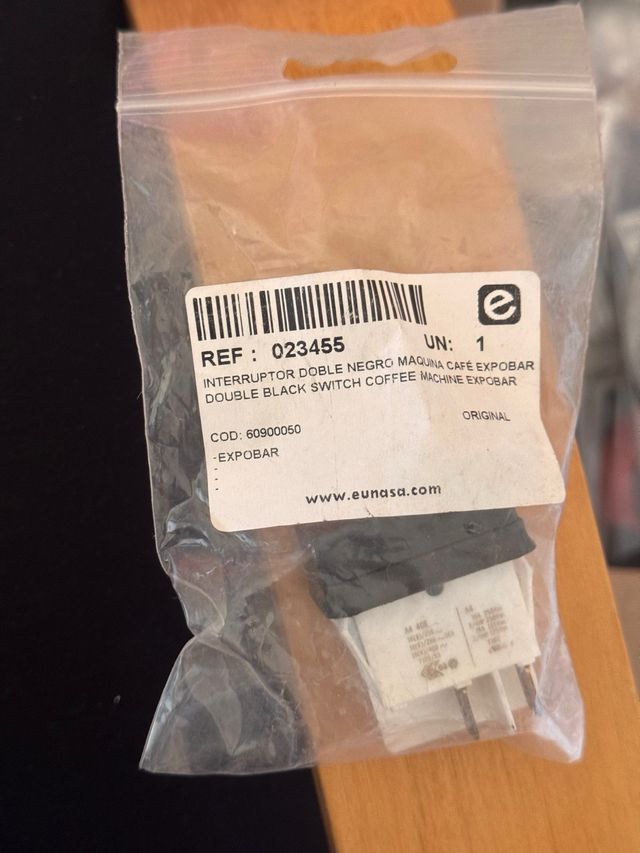 e
REF : 023455 UN: 1
INTERRUPTOR DOBLE NEGRO MAQUINA CAFÉ EXPOBAR
DOUBLE BLACK SWITCH COFFEE MACHINE EXPOBAR
ORIGINAL
COD: 60900050
-EXPOBAR
-
-
-
www.eunasa.com